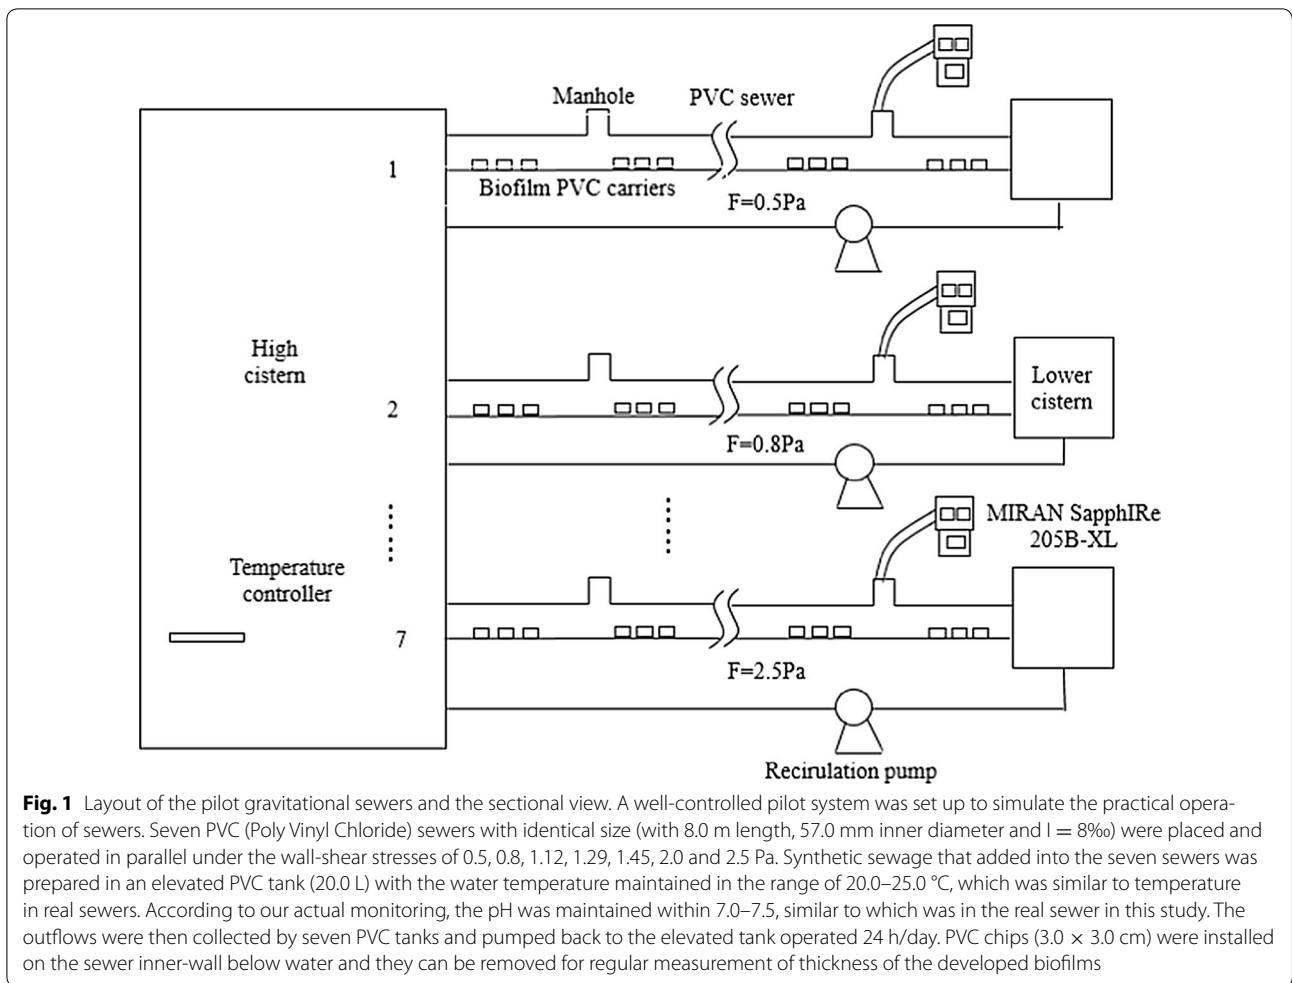 Manhole
PVC sewer
1
Biofilm PVC carriers
F=0.5Pa
High
cistern
2
Lower
cistern
F=0.8Pa
MIRAN SapphIRe
205B-XL
Temperature
controller
7
F=2.5Pa
Recirulation pump
Fig. 1 Layout of the pilot gravitational sewers and the sectional view. A well-controlled pilot system was set up to simulate the practical opera-
tion of sewers. Seven PVC (Poly Vinyl Chloride) sewers with identical size (with 8.0 m length, 57.0 mm inner diameter and I = 8‰) were placed and
operated in parallel under the wall-shear stresses of 0.5, 0.8, 1.12, 1.29, 1.45, 2.0 and 2.5 Pa. Synthetic sewage that added into the seven sewers was
prepared in an elevated PVC tank (20.0 L) with the water temperature maintained in the range of 20.0–25.0 °C, which was similar to temperature
in real sewers. According to our actual monitoring, the pH was maintained within 7.0–7.5, similar to which was in the real sewer in this study. The
outflows were then collected by seven PVC tanks and pumped back to the elevated tank operated 24 h/day. PVC chips (3.0 × 3.0 cm) were installed
on the sewer inner-wall below water and they can be removed for regular measurement of thickness of the developed biofilms